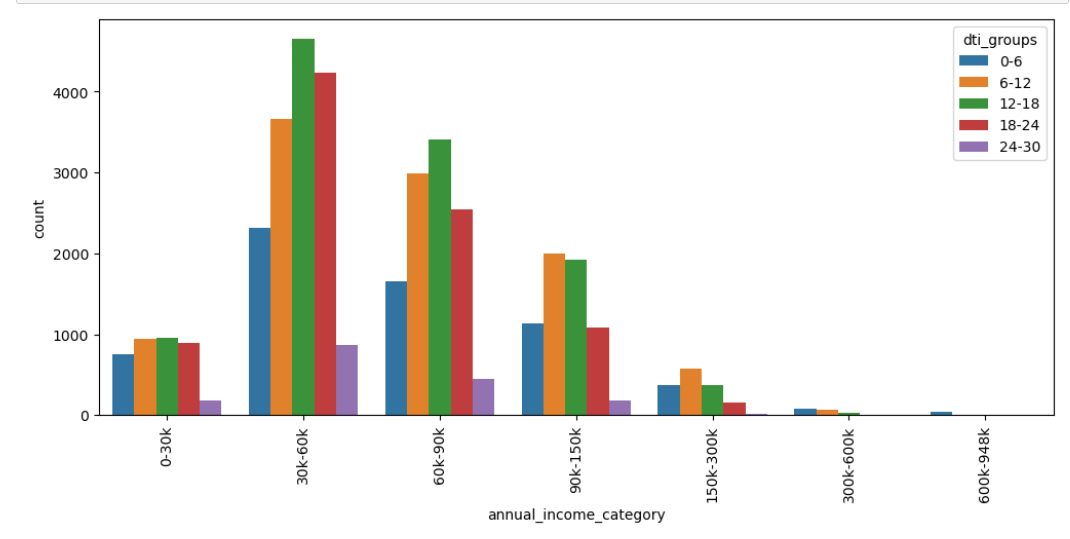 dti_groups
0-6
6-12
12-18
18-24
24-30
4000
3000
2000
1000
0
count
0-30k
30k-60k
60k-90k
90k-150k
150k-300k
300k-600k
600k-948k
annual_income_category